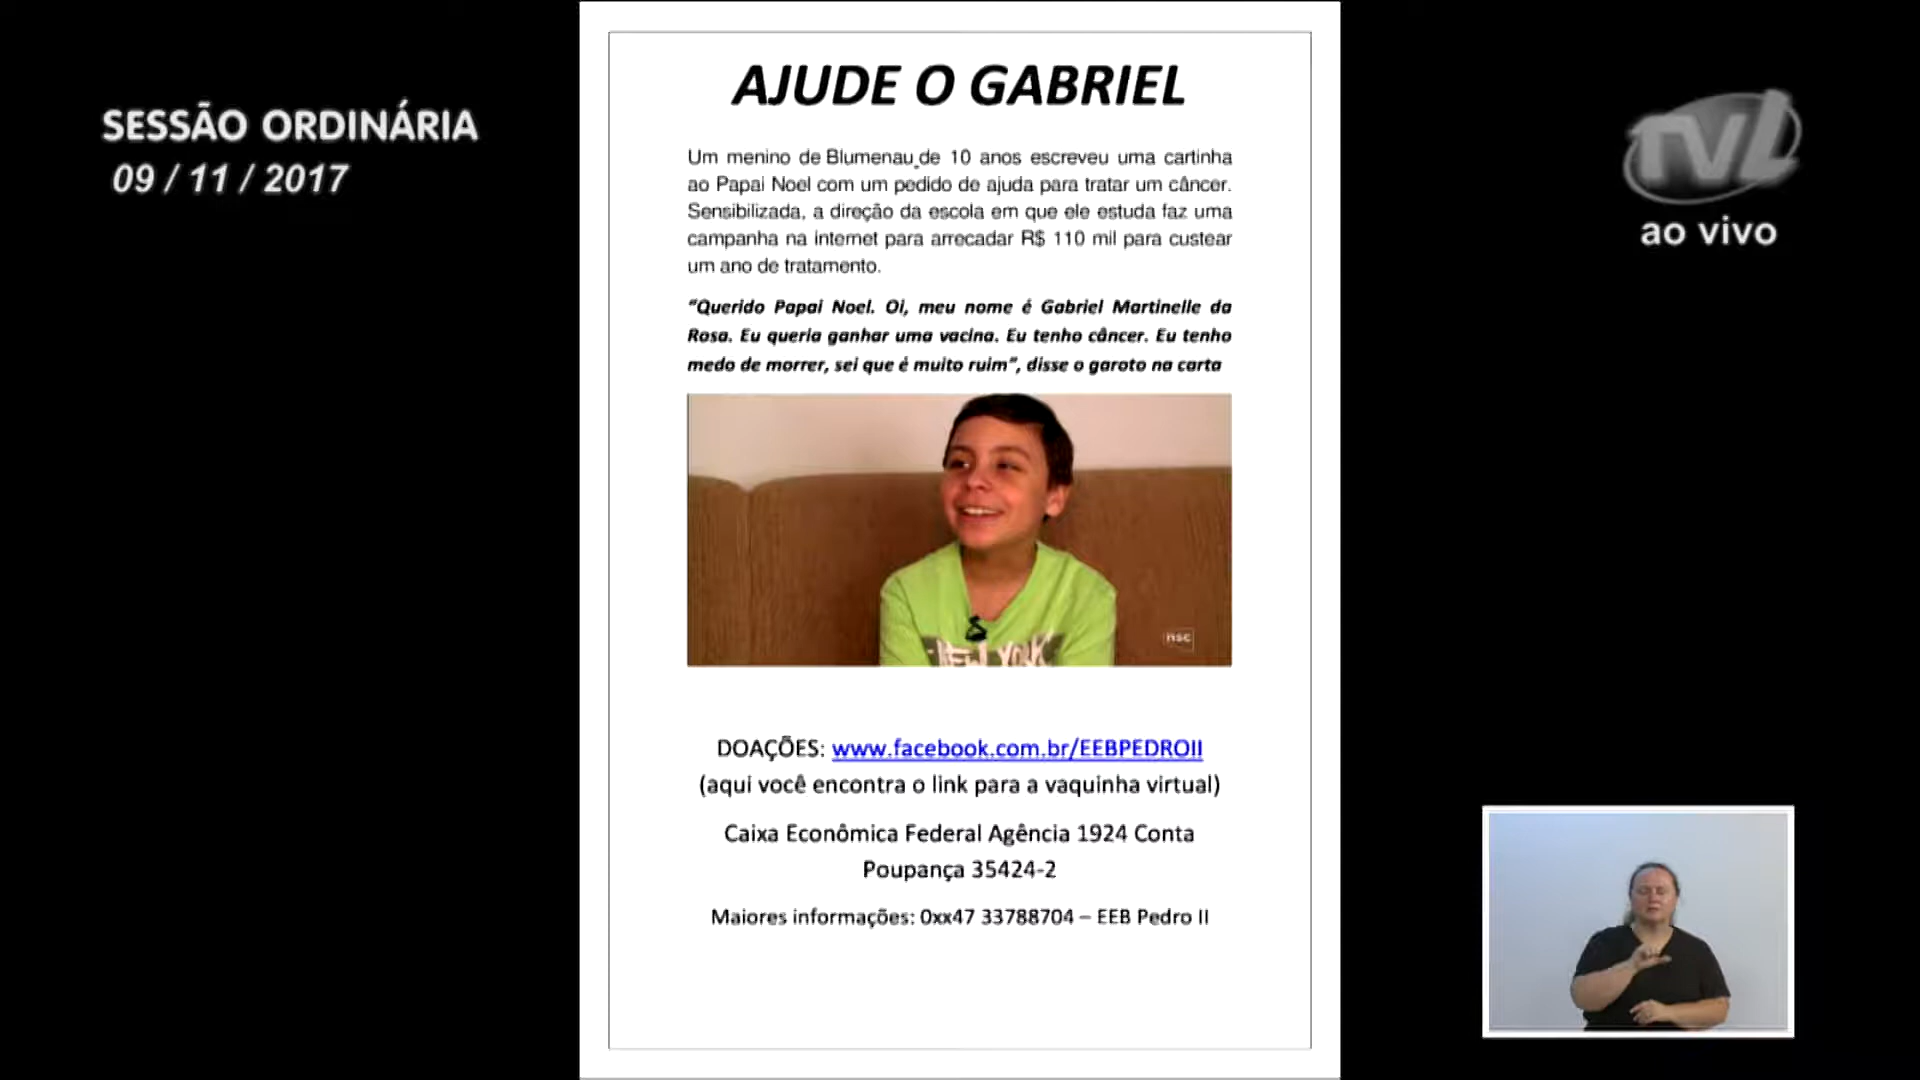 SESSÃO ORDINÁRIA
09 / 11 / 2017
TVL
ao vivo
AJUDE O GABRIEL
Um menino de Blumenau de 10 anos escreveu uma cartinha
ao Papai Noel com um pedido de ajuda para tratar um câncer.
Sensibilizada, a direção da escola em que ele estuda faz uma
campanha na internet para arrecadar R$ 110 mil para custear
um ano de tratamento.
"Querido Papai Noel. Oi, meu nome é Gabriel Martinelle da
Rosa. Eu queria ganhar uma vacina. Eu tenho câncer. Eu tenho
medo de morrer, sei que é muito ruim", disse o garoto na carta
NEW YORK
nsc
DOAÇÕES: www.facebook.com.br/EEBPEDROII
(aqui você encontra o link para a vaquinha virtual)
Caixa Econômica Federal Agência 1924 Conta
Poupança 35424-2
Maiores informações: 0xx47 33788704 – EEB Pedro II